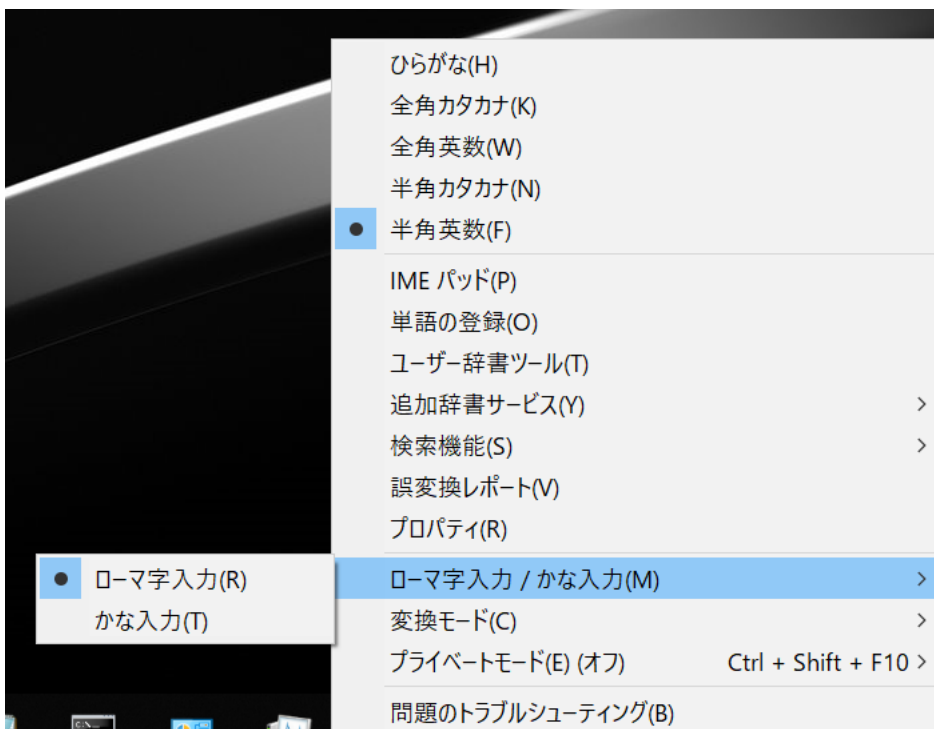 ひらがな(H)
全角カタカナ(K)
全角英数(W)
半角カタカナ(N)
半角英数(F)
IME パッド(P)
単語の登録(O)
ユーザー辞書ツール(T)
追加辞書サービス(Y)
検索機能(S)
誤変換レポート(V)
プロパティ(R)
ローマ字入力 / かな入力(M)
ローマ字入力(R)
かな入力(T)
変換モード(C)
プライベートモード(E) (オフ) Ctrl + Shift + F10
問題のトラブルシューティング(B)